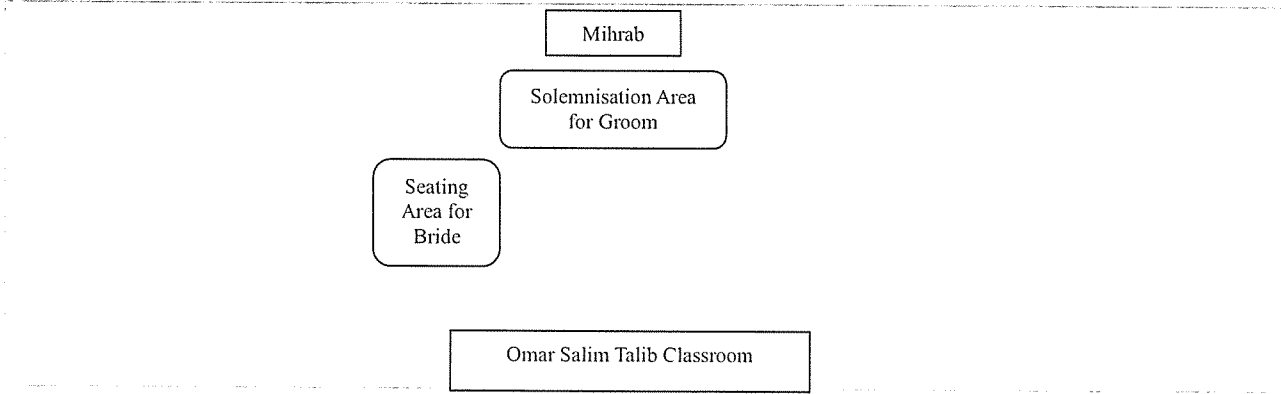 Mihrab
Solemnisation Area
for Groom
Seating
Area for
Bride
Omar Salim Talib Classroom